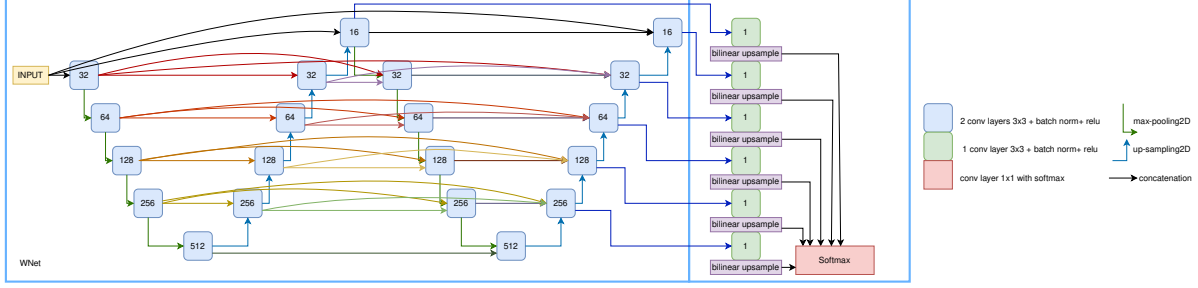 16
16
1
bilinear upsample
INPUT
32
32
32
32
1
bilinear upsample
64
64
64
64
1
bilinear upsample
128
128
128
128
1
bilinear upsample
256
256
256
256
1
bilinear upsample
512
512
1
bilinear upsample
Softmax
WNet
2 conv layers 3x3 + batch norm+ relu
max-pooling2D
1 conv layer 3x3 + batch norm+ relu
up-sampling2D
conv layer 1x1 with softmax
concatenation